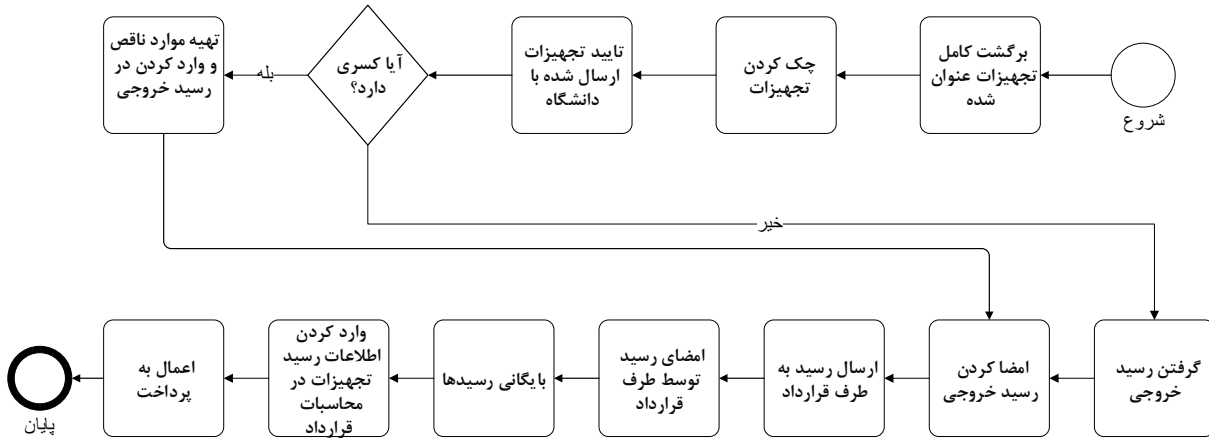 شروع
برگشت کامل
تجهیزات عنوان
شده
چک کردن
تجهیزات
تایید تجهیزات
ارسال شده با
دانشگاه
آیا کسری
دارد؟
بله
تهیه موارد ناقص
و وارد کردن در
رسید خروجی
خیر
گرفتن رسید
خروجی
امضا کردن
رسید خروجی
ارسال رسید به
طرف قرارداد
امضای رسید
توسط طرف
قرارداد
بایگانی رسیدها
وارد کردن
اطلاعات رسید
تجهیزات در
محاسبات
قرارداد
اعمال به
پرداخت
پایان